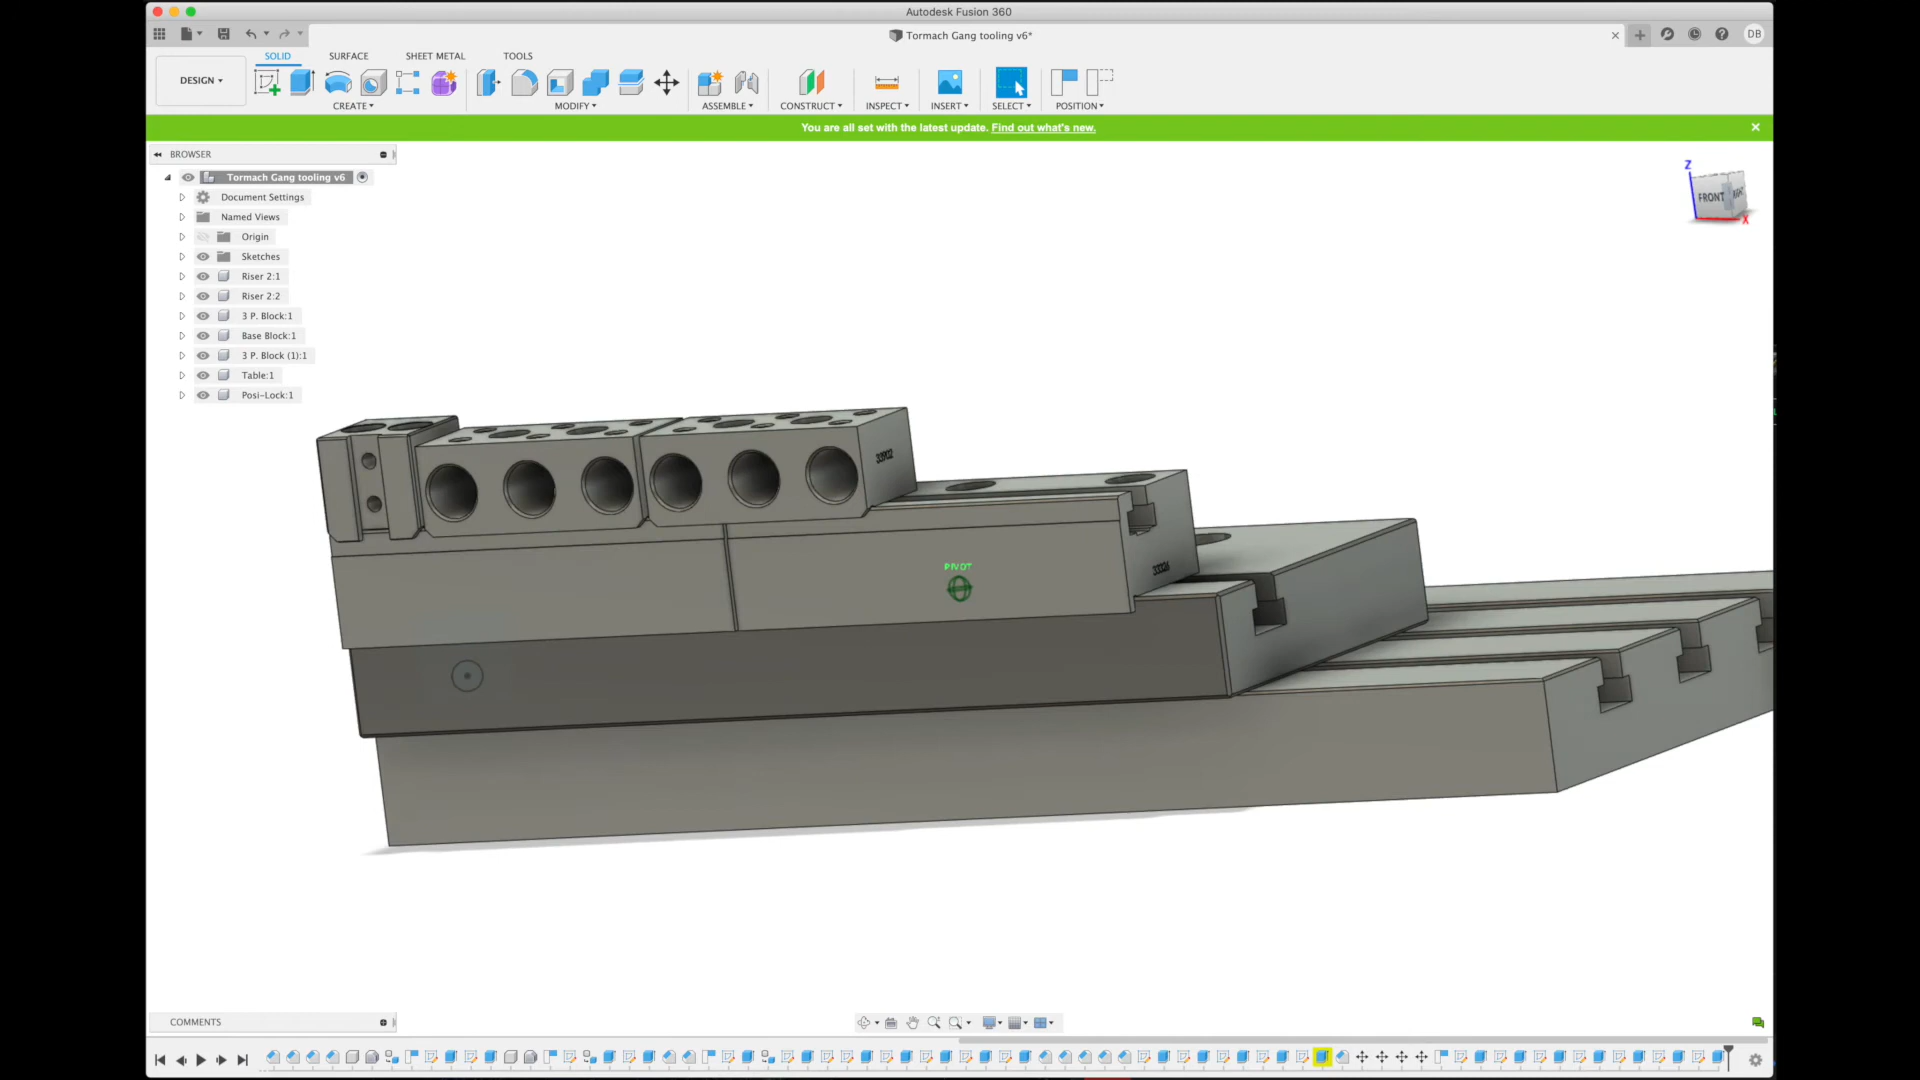 Autodesk Fusion 360
Tormach Gang tooling v6*
DB
SOLID SURFACE SHEET METAL TOOLS
DESIGN
CREATE MODIFY ASSEMBLE CONSTRUCT INSPECT INSERT SELECT POSITION
You are all set with the latest update. Find out what's new.
BROWSER
Tormach Gang tooling v6
Document Settings
Named Views
Origin
Sketches
Riser 2:1
Riser 2:2
3 P. Block:1
Base Block:1
3 P. Block (1):1
Table:1
Posi-Lock:1
Z
FRONT
RIGHT
X
33902
PIVOT
33326
COMMENTS